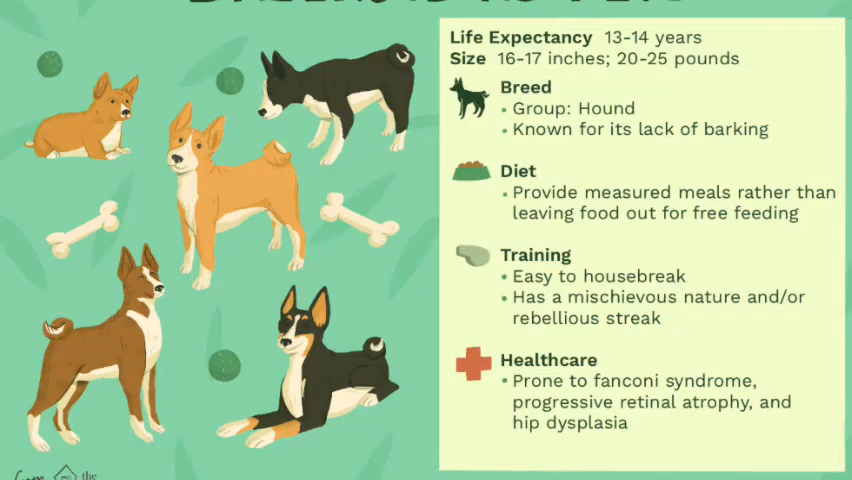 Life Expectancy 13-14 years
Size 16-17 inches; 20-25 pounds
Breed
• Group: Hound
• Known for its lack of barking
Diet
• Provide measured meals rather than
leaving food out for free feeding
Training
• Easy to housebreak
• Has a mischievous nature and/or
rebellious streak
Healthcare
• Prone to fanconi syndrome,
progressive retinal atrophy, and
hip dysplasia
the